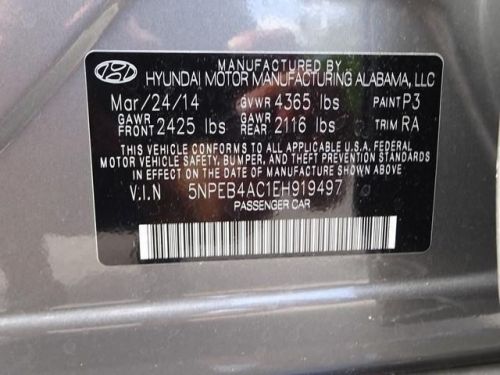 MANUFACTURED BY
HYUNDAI MOTOR MANUFACTURING ALABAMA, LLC
Mar/24/14 GVWR 4365 lbs PAINT P3
GAWR FRONT 2425 lbs GAWR REAR 2116 lbs TRIM RA
THIS VEHICLE CONFORMS TO ALL APPLICABLE U.S.A. FEDERAL
MOTOR VEHICLE SAFETY, BUMPER, AND THEFT PREVENTION STANDARDS
IN EFFECT ON THE DATE OF MANUFACTURE SHOWN ABOVE.
V.I.N 5NPEB4AC1EH919497
PASSENGER CAR